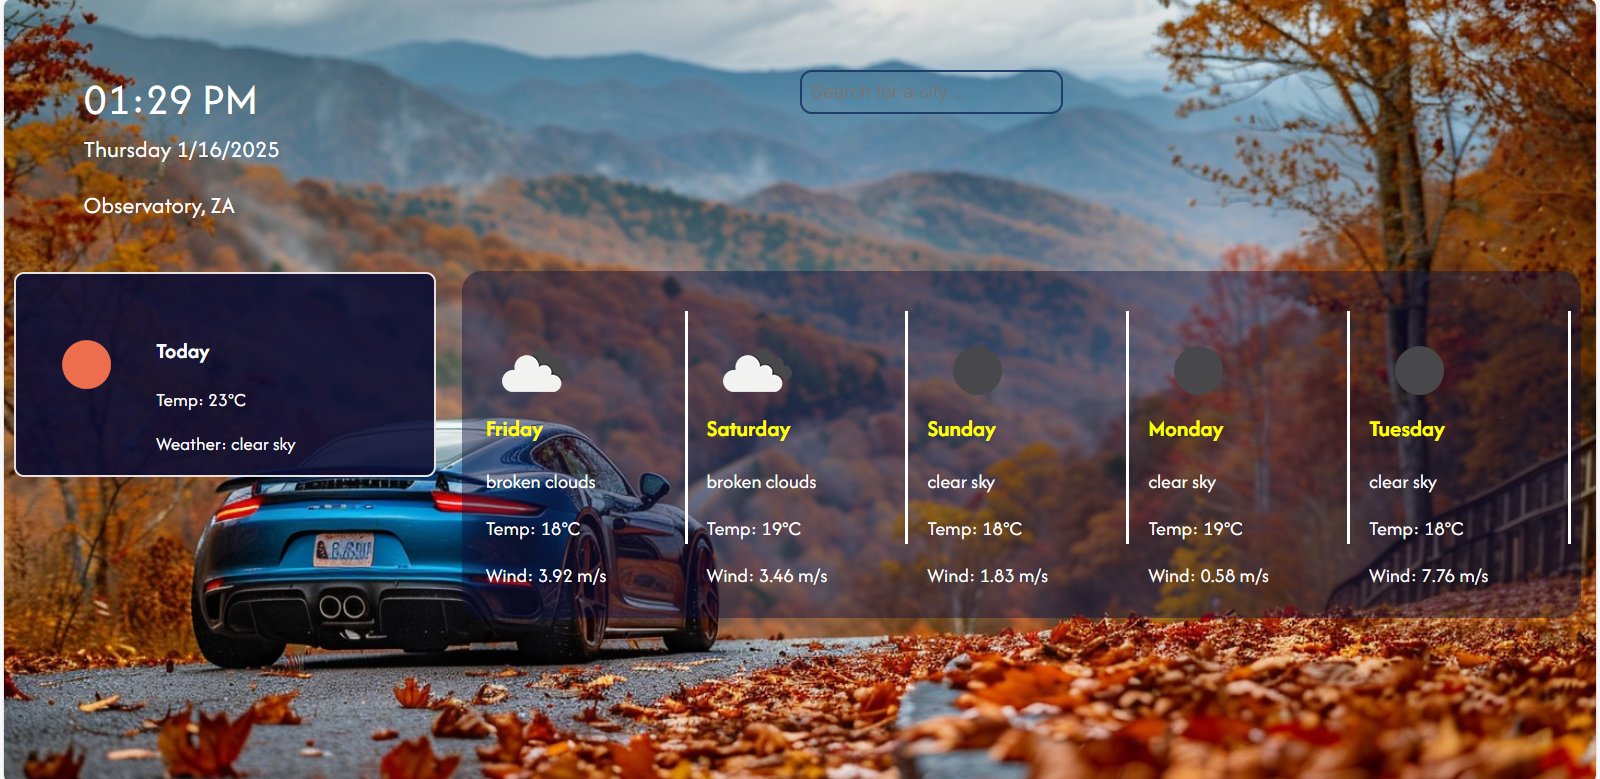 01:29 PM
Thursday 1/16/2025
Observatory, ZA
Search for a city...
Today
Temp: 23°C
Weather: clear sky
Friday
broken clouds
Temp: 18°C
Wind: 3.92 m/s
Saturday
broken clouds
Temp: 19°C
Wind: 3.46 m/s
Sunday
clear sky
Temp: 18°C
Wind: 1.83 m/s
Monday
clear sky
Temp: 19°C
Wind: 0.58 m/s
Tuesday
clear sky
Temp: 18°C
Wind: 7.76 m/s